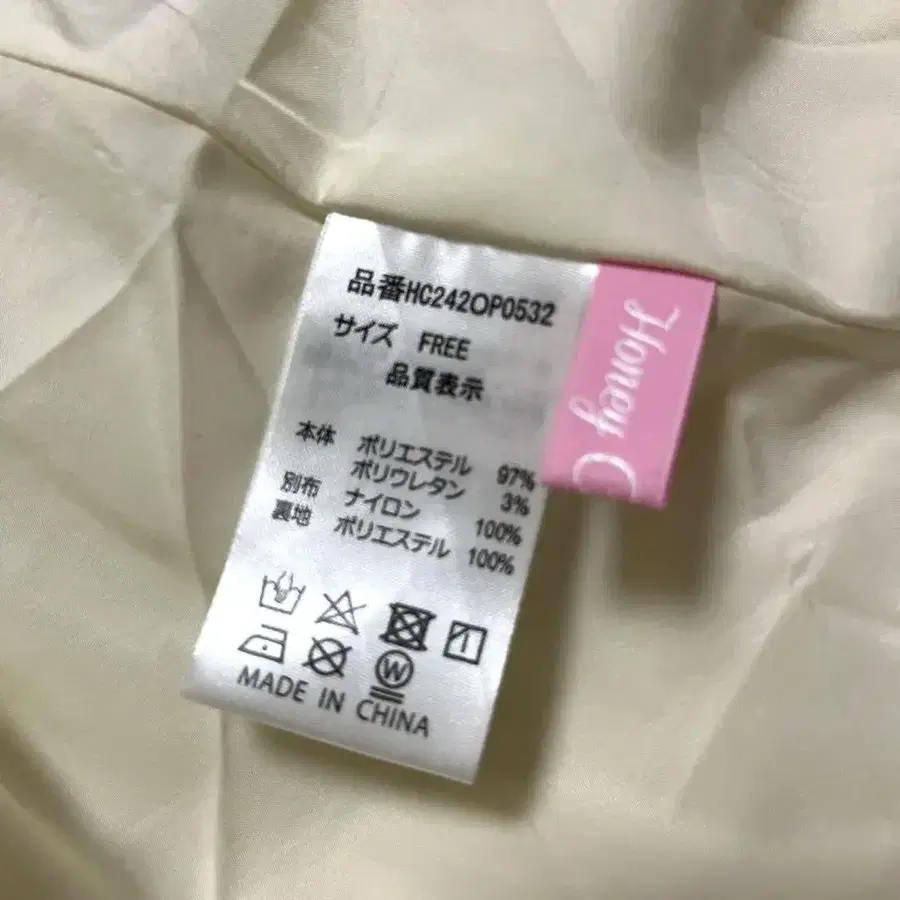 品番HC242OP0532
サイズ FREE
品質表示
本体 ポリエステル 97%
ポリウレタン 3%
別布 ナイロン 100%
裏地 ポリエステル 100%
W
MADE IN CHINA
Honey C